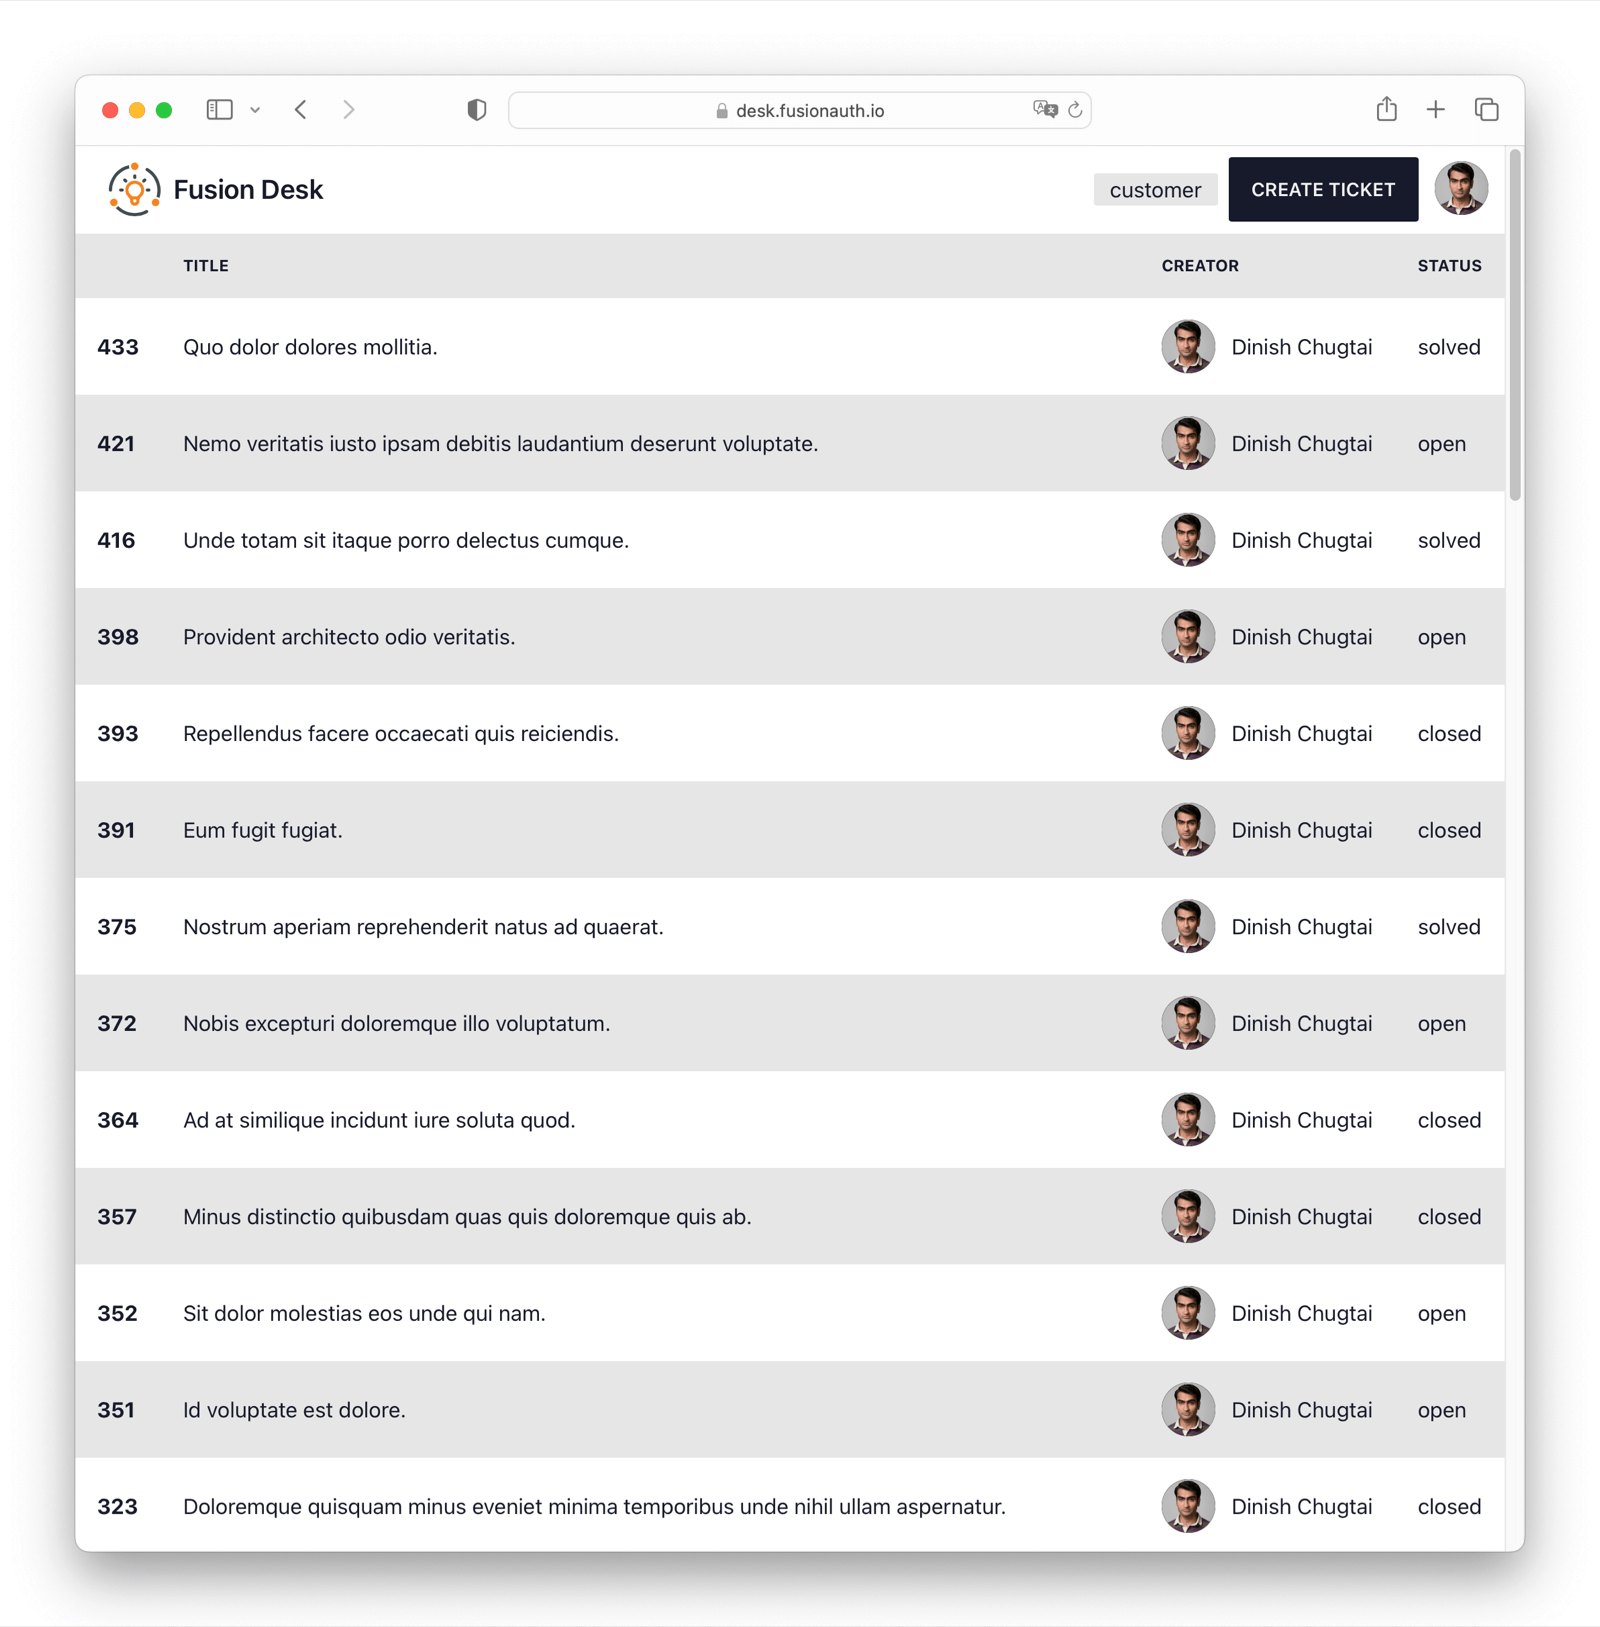 desk.fusionauth.io
Fusion Desk
customer
CREATE TICKET
TITLE CREATOR STATUS
433 Quo dolor dolores mollitia. Dinish Chugtai solved
421 Nemo veritatis iusto ipsam debitis laudantium deserunt voluptate. Dinish Chugtai open
416 Unde totam sit itaque porro delectus cumque. Dinish Chugtai solved
398 Provident architecto odio veritatis. Dinish Chugtai open
393 Repellendus facere occaecati quis reiciendis. Dinish Chugtai closed
391 Eum fugit fugiat. Dinish Chugtai closed
375 Nostrum aperiam reprehenderit natus ad quaerat. Dinish Chugtai solved
372 Nobis excepturi doloremque illo voluptatum. Dinish Chugtai open
364 Ad at similique incidunt iure soluta quod. Dinish Chugtai closed
357 Minus distinctio quibusdam quas quis doloremque quis ab. Dinish Chugtai closed
352 Sit dolor molestias eos unde qui nam. Dinish Chugtai open
351 Id voluptate est dolore. Dinish Chugtai open
323 Doloremque quisquam minus eveniet minima temporibus unde nihil ullam aspernatur. Dinish Chugtai closed